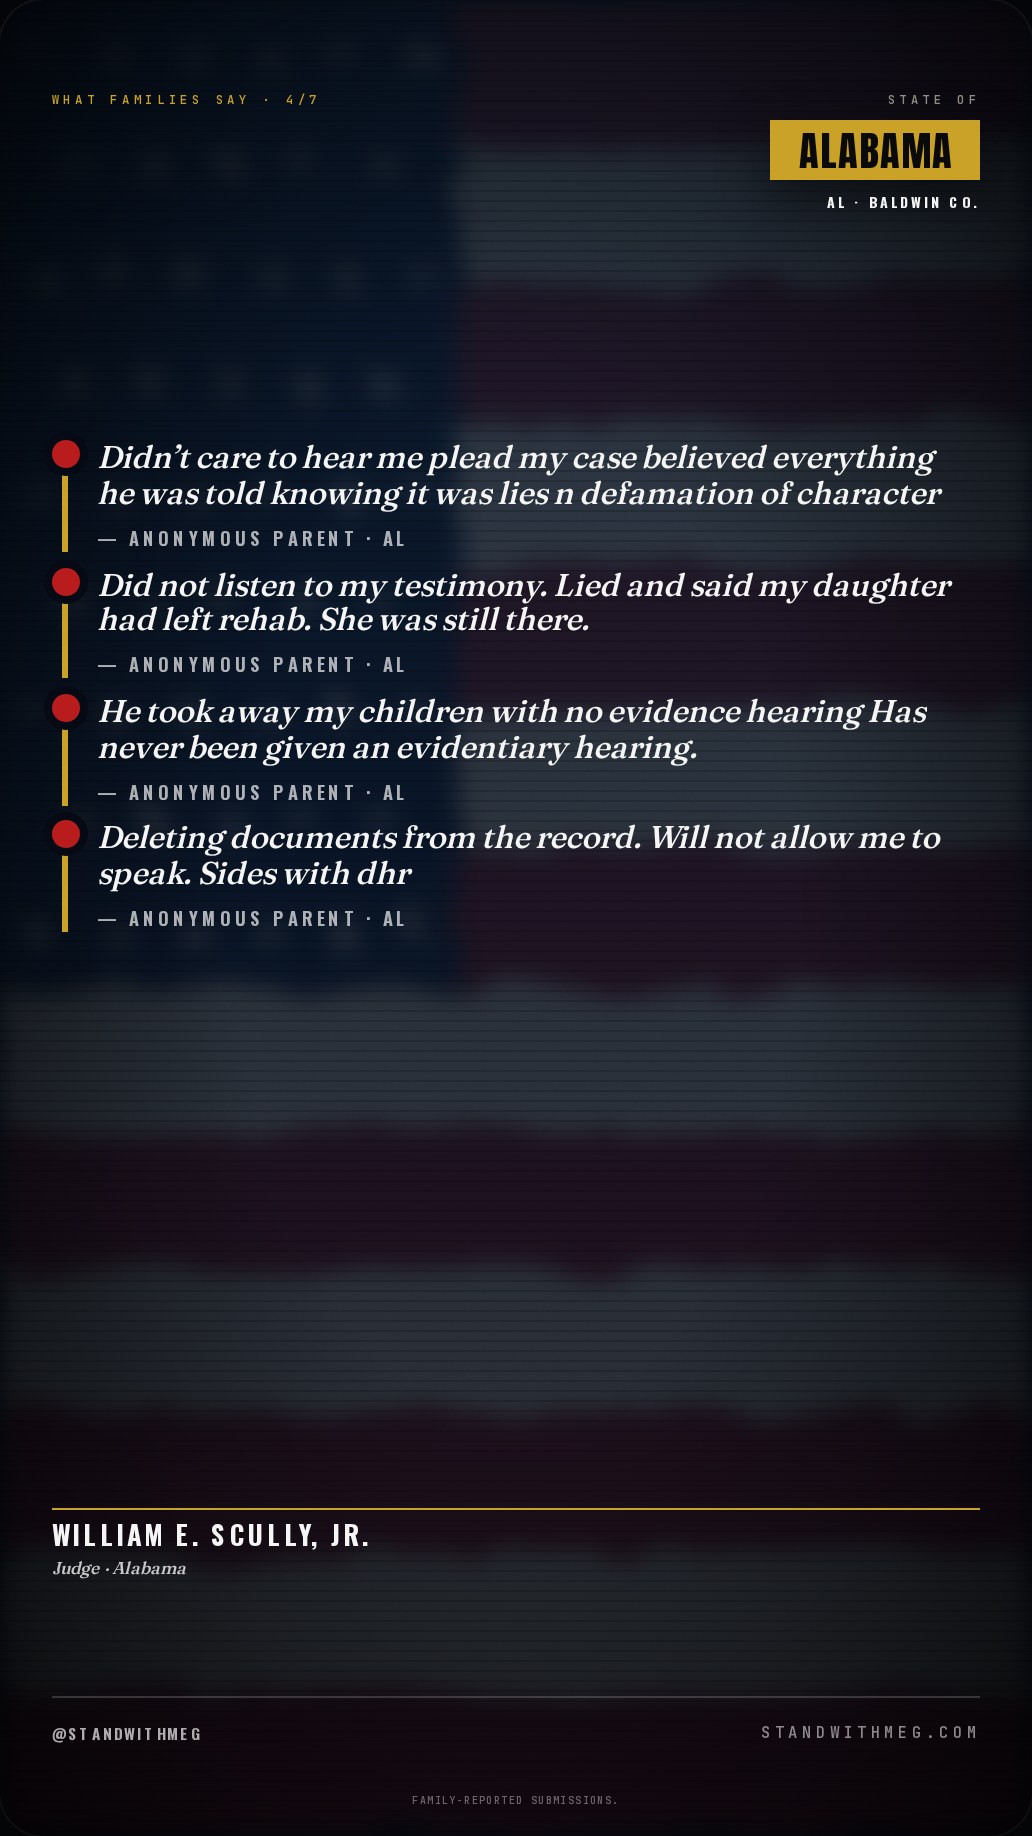 WHAT FAMILIES SAY · 4/7
STATE OF
ALABAMA
AL · BALDWIN CO.
Didn’t care to hear me plead my case believed everything
he was told knowing it was lies n defamation of character
— ANONYMOUS PARENT · AL
Did not listen to my testimony. Lied and said my daughter
had left rehab. She was still there.
— ANONYMOUS PARENT · AL
He took away my children with no evidence hearing Has
never been given an evidentiary hearing.
— ANONYMOUS PARENT · AL
Deleting documents from the record. Will not allow me to
speak. Sides with dhr
— ANONYMOUS PARENT · AL
WILLIAM E. SCULLY, JR.
Judge · Alabama
@STANDWITHMEG
STANDWITHMEG.COM
FAMILY-REPORTED SUBMISSIONS.